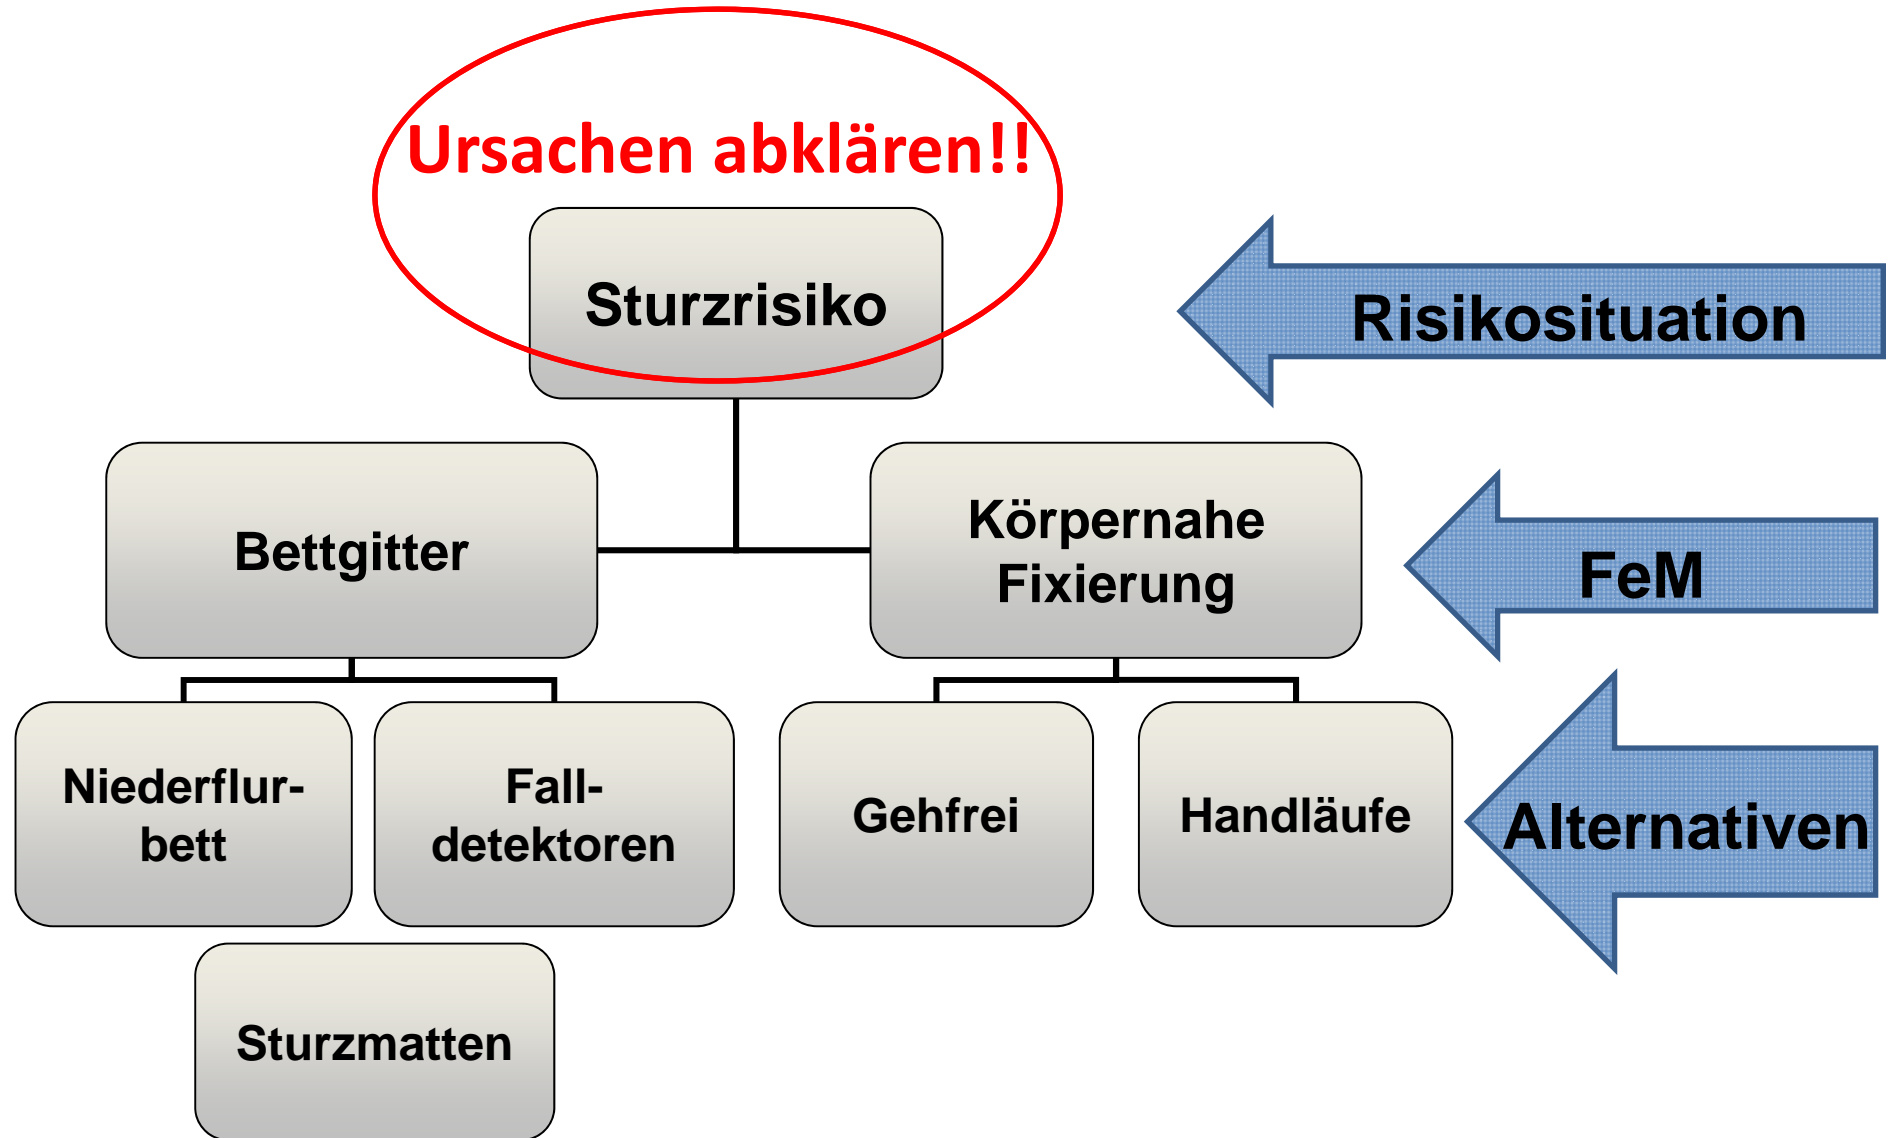 Ursachen abklären!!
Sturzrisiko
Risikosituation
Bettgitter
Körpernahe
Fixierung
FeM
Niederflur-
bett
Fall-
detektoren
Gehfrei
Handläufe
Alternativen
Sturzmatten